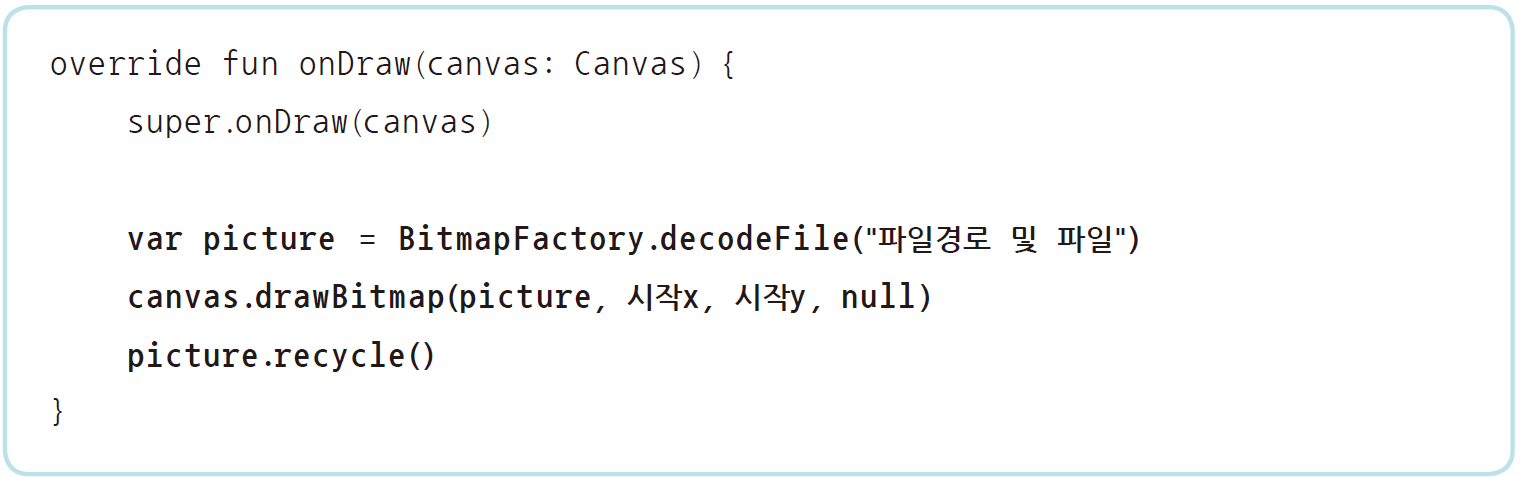 override fun onDraw(canvas: Canvas) {
super.onDraw(canvas)
var picture = BitmapFactory.decodeFile("파일경로 및 파일")
canvas.drawBitmap(picture, 시작x, 시작y, null)
picture.recycle()
}